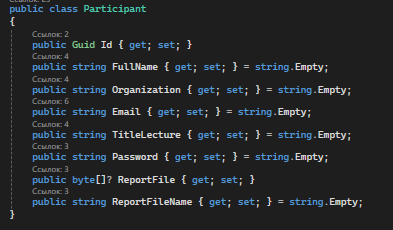 public class Participant
{
Ссылок: 2
public Guid Id { get; set; }
Ссылок: 4
public string FullName { get; set; } = string.Empty;
Ссылок: 4
public string Organization { get; set; } = string.Empty;
Ссылок: 6
public string Email { get; set; } = string.Empty;
Ссылок: 4
public string TitleLecture { get; set; } = string.Empty;
Ссылок: 3
public string Password { get; set; } = string.Empty;
Ссылок: 3
public byte[]? ReportFile { get; set; }
Ссылок: 3
public string ReportFileName { get; set; } = string.Empty;
}